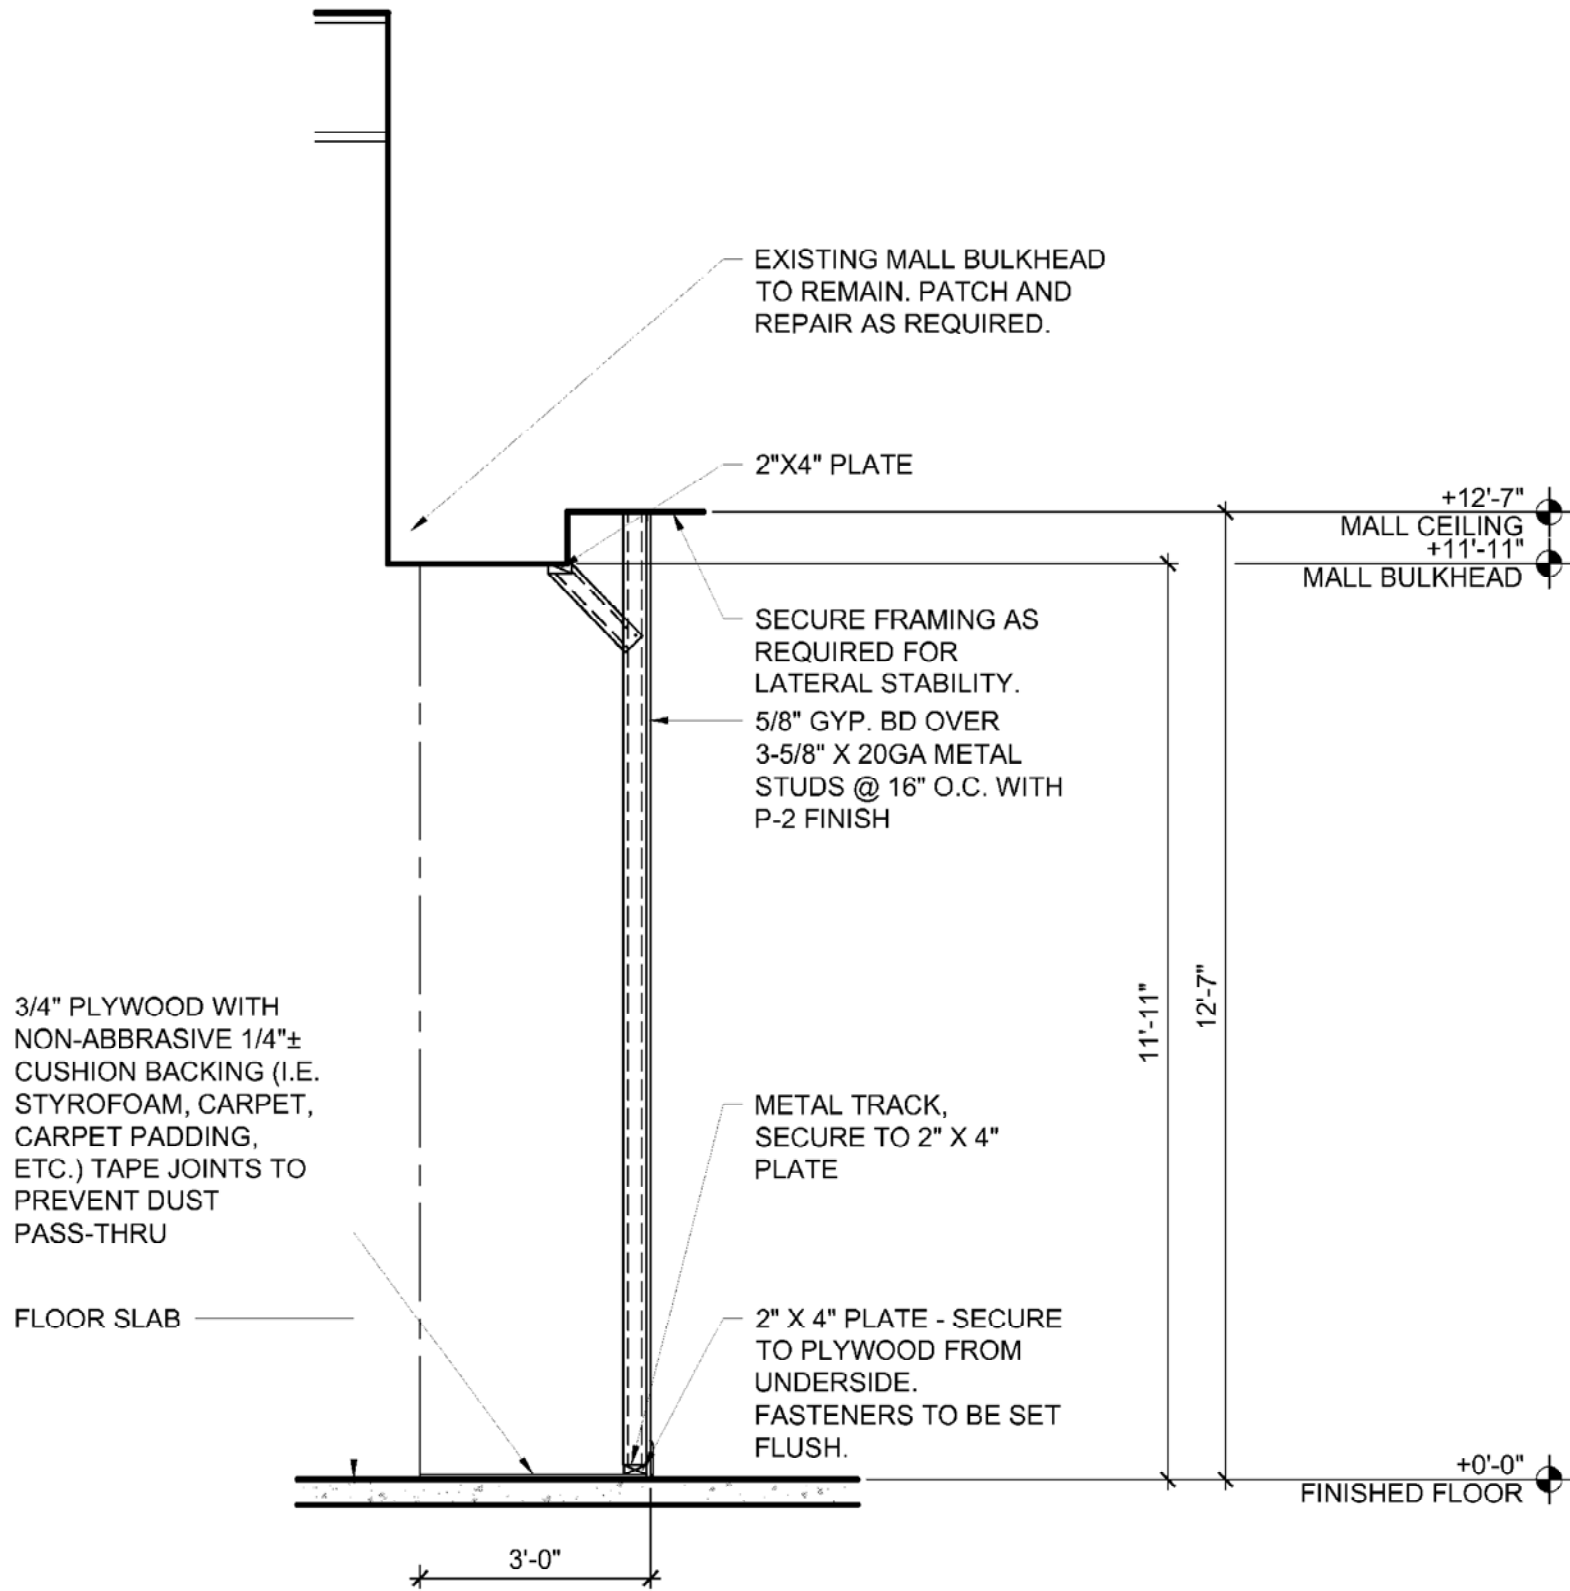 EXISTING MALL BULKHEAD
TO REMAIN. PATCH AND
REPAIR AS REQUIRED.
2"X4" PLATE
+12'-7"
MALL CEILING
+11'-11"
MALL BULKHEAD
SECURE FRAMING AS
REQUIRED FOR
LATERAL STABILITY.
5/8" GYP. BD OVER
3-5/8" X 20GA METAL
STUDS @ 16" O.C. WITH
P-2 FINISH
11'-11"
12'-7"
3/4" PLYWOOD WITH
NON-ABBRASIVE 1/4"±
CUSHION BACKING (I.E.
STYROFOAM, CARPET,
CARPET PADDING,
ETC.) TAPE JOINTS TO
PREVENT DUST
PASS-THRU
METAL TRACK,
SECURE TO 2" X 4"
PLATE
FLOOR SLAB
2" X 4" PLATE - SECURE
TO PLYWOOD FROM
UNDERSIDE.
FASTENERS TO BE SET
FLUSH.
+0'-0"
FINISHED FLOOR
3'-0"